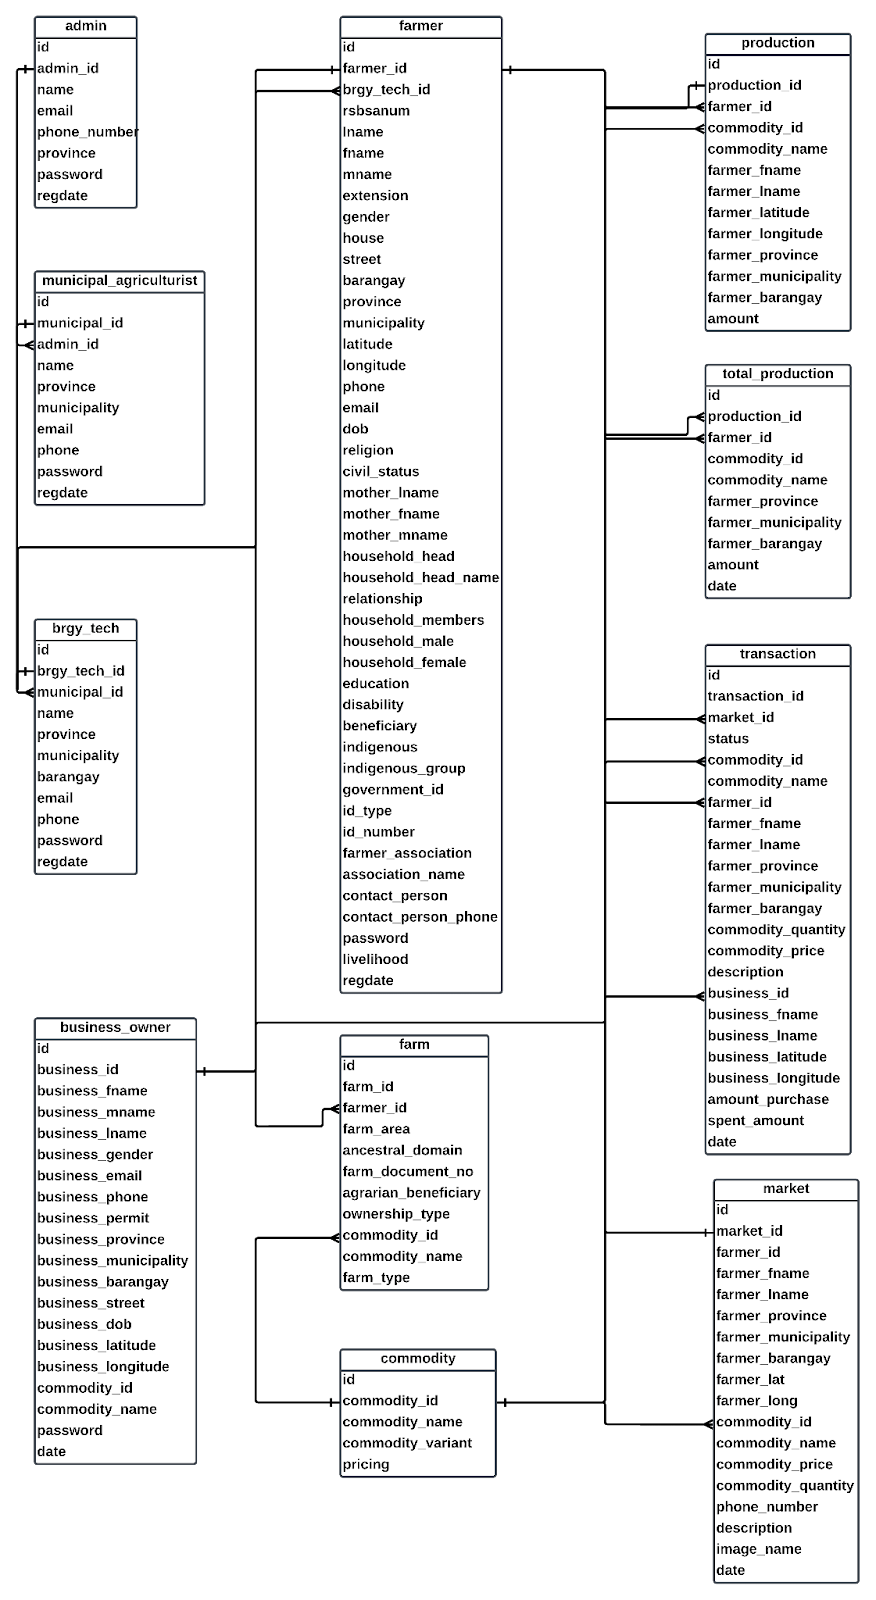 admin
id
admin_id
name
email
phone_number
province
password
regdate
municipal_agriculturist
id
municipal_id
admin_id
name
province
municipality
email
phone
password
regdate
brgy_tech
id
brgy_tech_id
municipal_id
name
province
municipality
barangay
email
phone
password
regdate
business_owner
id
business_id
business_fname
business_mname
business_lname
business_gender
business_email
business_phone
business_permit
business_province
business_municipality
business_barangay
business_street
business_dob
business_latitude
business_longitude
commodity_id
commodity_name
password
date
farmer
id
farmer_id
brgy_tech_id
rsbsanum
lname
fname
mname
extension
gender
house
street
barangay
province
municipality
latitude
longitude
phone
email
dob
religion
civil_status
mother_lname
mother_fname
mother_mname
household_head
household_head_name
relationship
household_members
household_male
household_female
education
disability
beneficiary
indigenous
indigenous_group
government_id
id_type
id_number
farmer_association
association_name
contact_person
contact_person_phone
password
livelihood
regdate
farm
id
farm_id
farmer_id
farm_area
ancestral_domain
farm_document_no
agrarian_beneficiary
ownership_type
commodity_id
commodity_name
farm_type
commodity
id
commodity_id
commodity_name
commodity_variant
pricing
production
id
production_id
farmer_id
commodity_id
commodity_name
farmer_fname
farmer_lname
farmer_latitude
farmer_longitude
farmer_province
farmer_municipality
farmer_barangay
amount
total_production
id
production_id
farmer_id
commodity_id
commodity_name
farmer_province
farmer_municipality
farmer_barangay
amount
date
transaction
id
transaction_id
market_id
status
commodity_id
commodity_name
farmer_id
farmer_fname
farmer_lname
farmer_province
farmer_municipality
farmer_barangay
commodity_quantity
commodity_price
description
business_id
business_fname
business_lname
business_latitude
business_longitude
amount_purchase
spent_amount
date
market
id
market_id
farmer_id
farmer_fname
farmer_lname
farmer_province
farmer_municipality
farmer_barangay
farmer_lat
farmer_long
commodity_id
commodity_name
commodity_price
commodity_quantity
phone_number
description
image_name
date